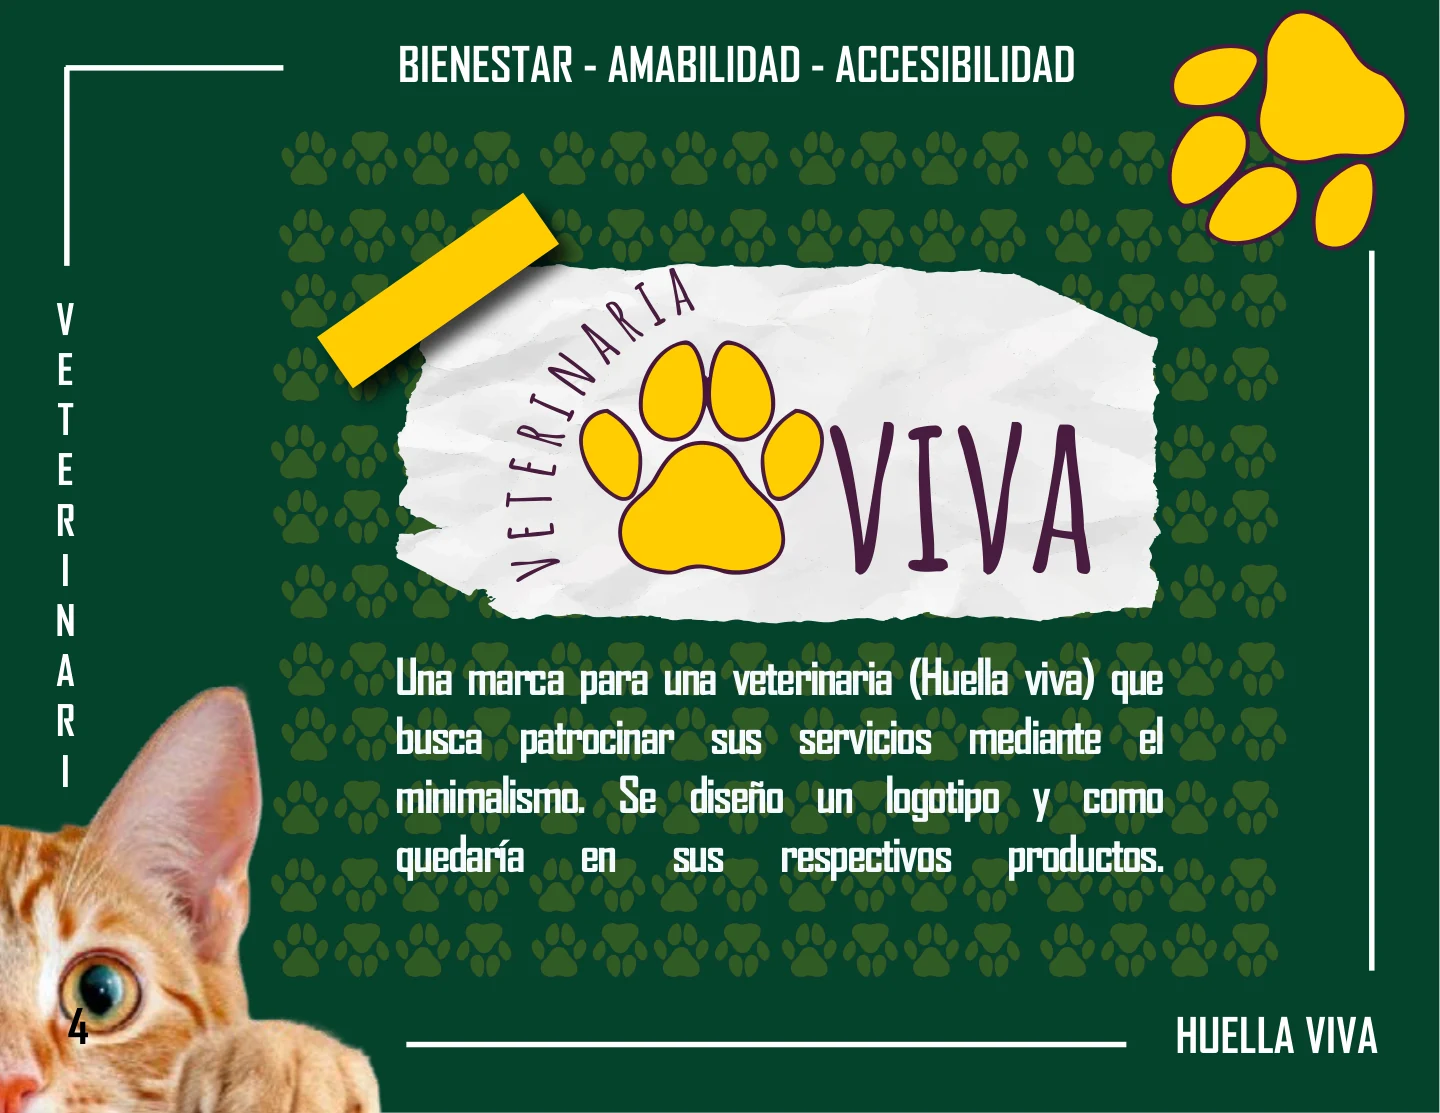 BIENESTAR - AMABILIDAD - ACCESIBILIDAD
VETERINARI
VETERINARIA
VIVA
Una marca para una veterinaria (Huella viva) que
busca patrocinar sus servicios mediante el
minimalismo. Se diseño un logotipo y como
quedaría en sus respectivos productos.
4
HUELLA VIVA